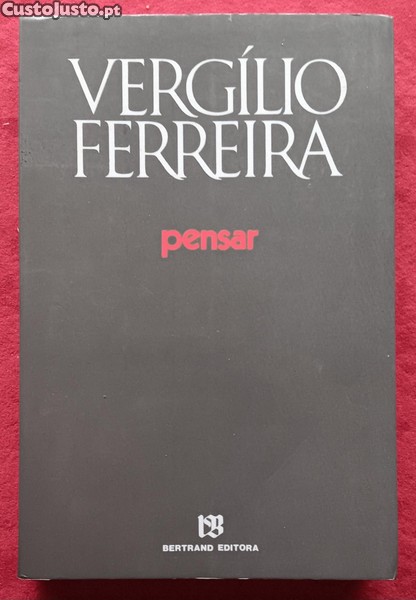 CustoJusto.pt
VERGÍLIO
FERREIRA
pensar
BERTRAND EDITORA